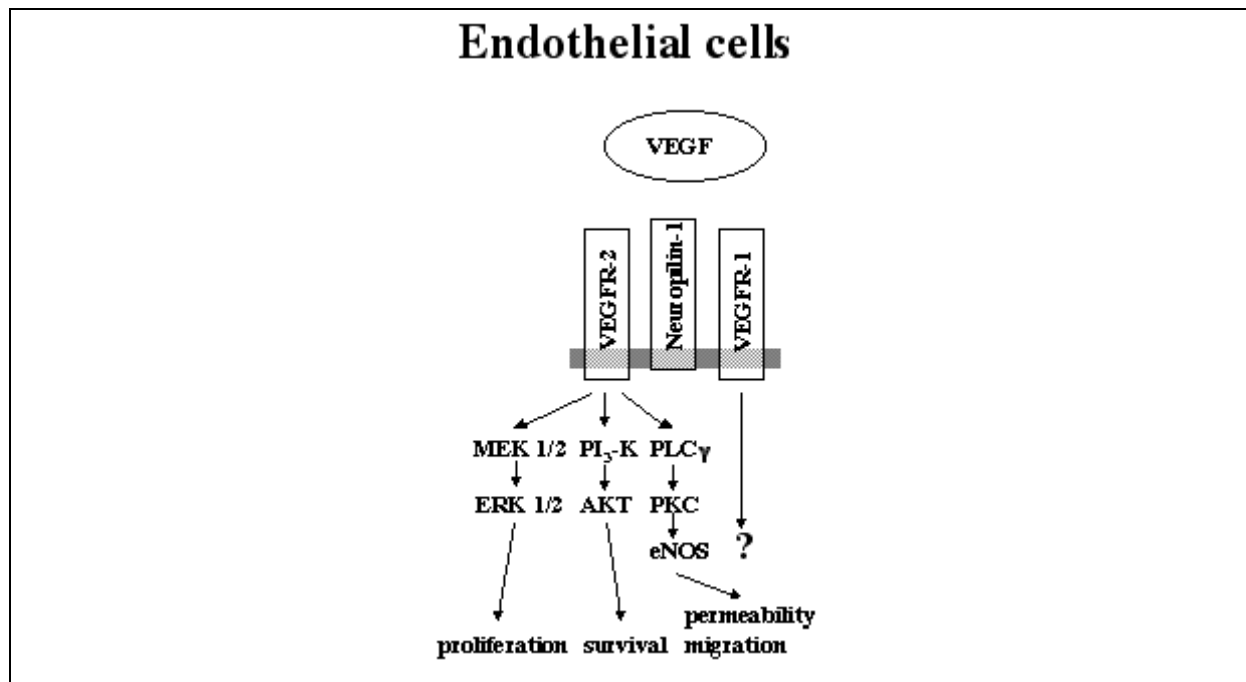 Endothelial cells
VEGF
VEGFR-2
Neuropilin-1
VEGFR-1
MEK 1/2 PI₃-K PLCγ
ERK 1/2 AKT PKC
eNOS ?
permeability
proliferation survival migration